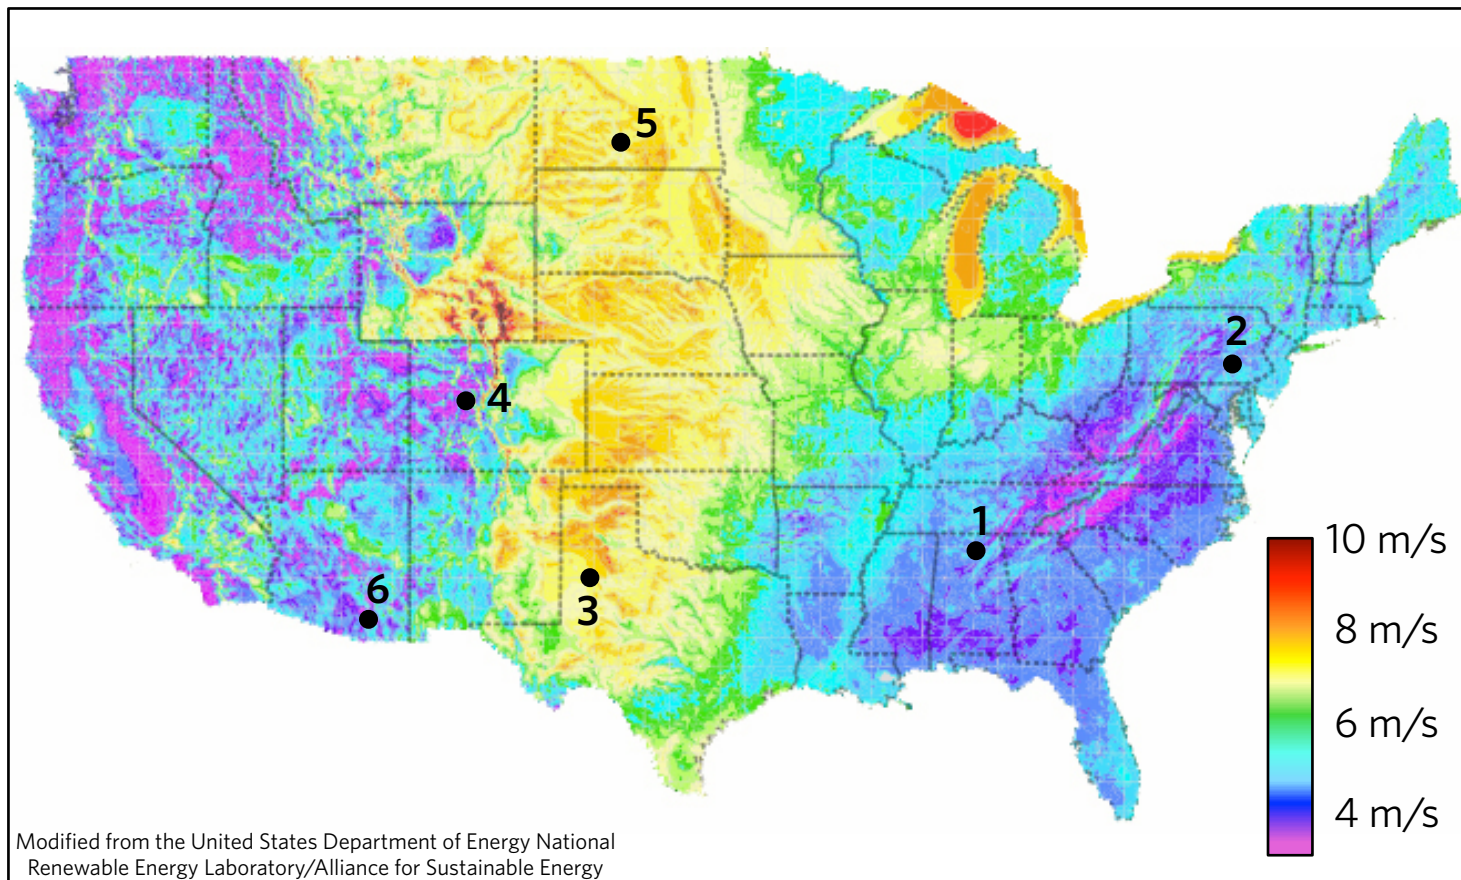 5
2
4
1
10 m/s
6
3
8 m/s
6 m/s
4 m/s
Modified from the United States Department of Energy National
Renewable Energy Laboratory/Alliance for Sustainable Energy